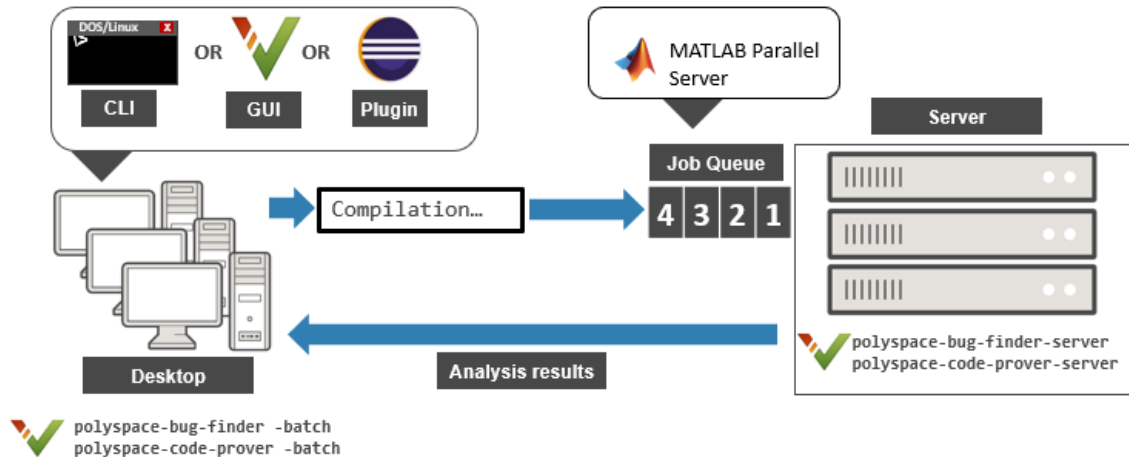 DOS/Linux X
\>
CLI
OR
GUI
OR
Plugin
MATLAB Parallel
Server
Server
Job Queue
4 3 2 1
Compilation…
polyspace-bug-finder-server
polyspace-code-prover-server
Analysis results
Desktop
polyspace-bug-finder -batch
polyspace-code-prover -batch